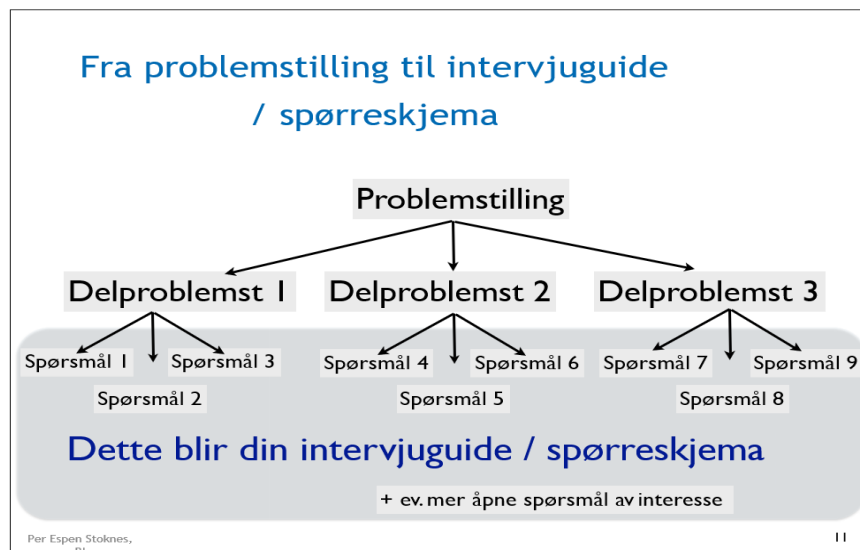 Fra problemstilling til intervjuguide
/ spørreskjema
Problemstilling
Delproblemst 1
Delproblemst 2
Delproblemst 3
Spørsmål 1
Spørsmål 3
Spørsmål 4
Spørsmål 6
Spørsmål 7
Spørsmål 9
Spørsmål 2
Spørsmål 5
Spørsmål 8
Dette blir din intervjuguide / spørreskjema
+ ev. mer åpne spørsmål av interesse
Per Espen Stoknes,
11